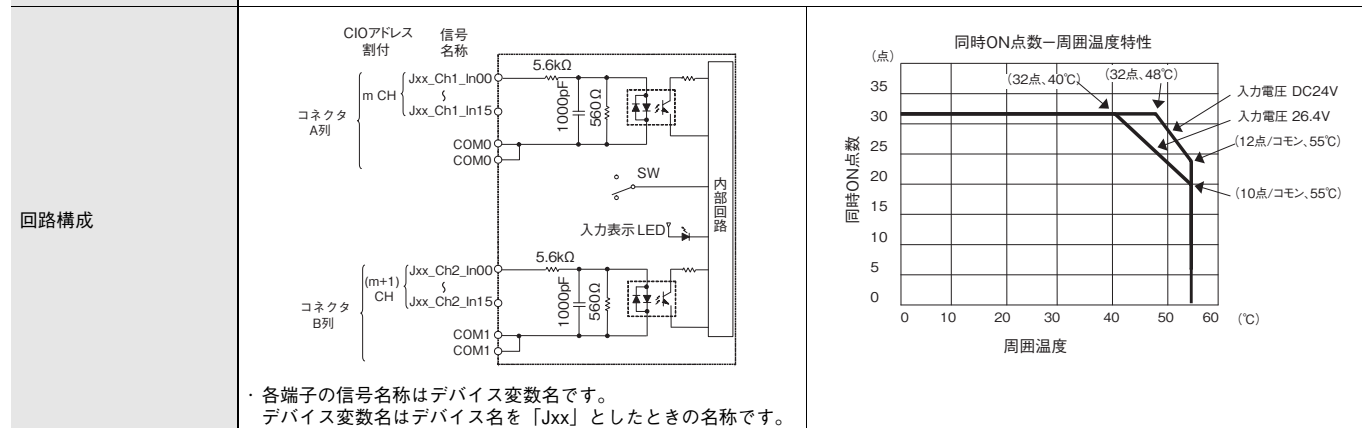 回路構成
CIOアドレス
割付
信号
名称
コネクタ
A列
m CH
Jxx_Ch1_In00
〜
Jxx_Ch1_In15
COM0
COM0
5.6kΩ
1000pF
560Ω
SW
入力表示LED
内部回路
コネクタ
B列
(m+1)
CH
Jxx_Ch2_In00
〜
Jxx_Ch2_In15
COM1
COM1
5.6kΩ
1000pF
560Ω
・各端子の信号名称はデバイス変数名です。
デバイス変数名はデバイス名を「Jxx」としたときの名称です。
同時ON点数−周囲温度特性
(点)
同時ON点数
35
30
25
20
15
10
5
0
(32点、40℃)
(32点、48℃)
入力電圧 DC24V
入力電圧 26.4V
(12点/コモン、55℃)
(10点/コモン、55℃)
0 10 20 30 40 50 60 (℃)
周囲温度